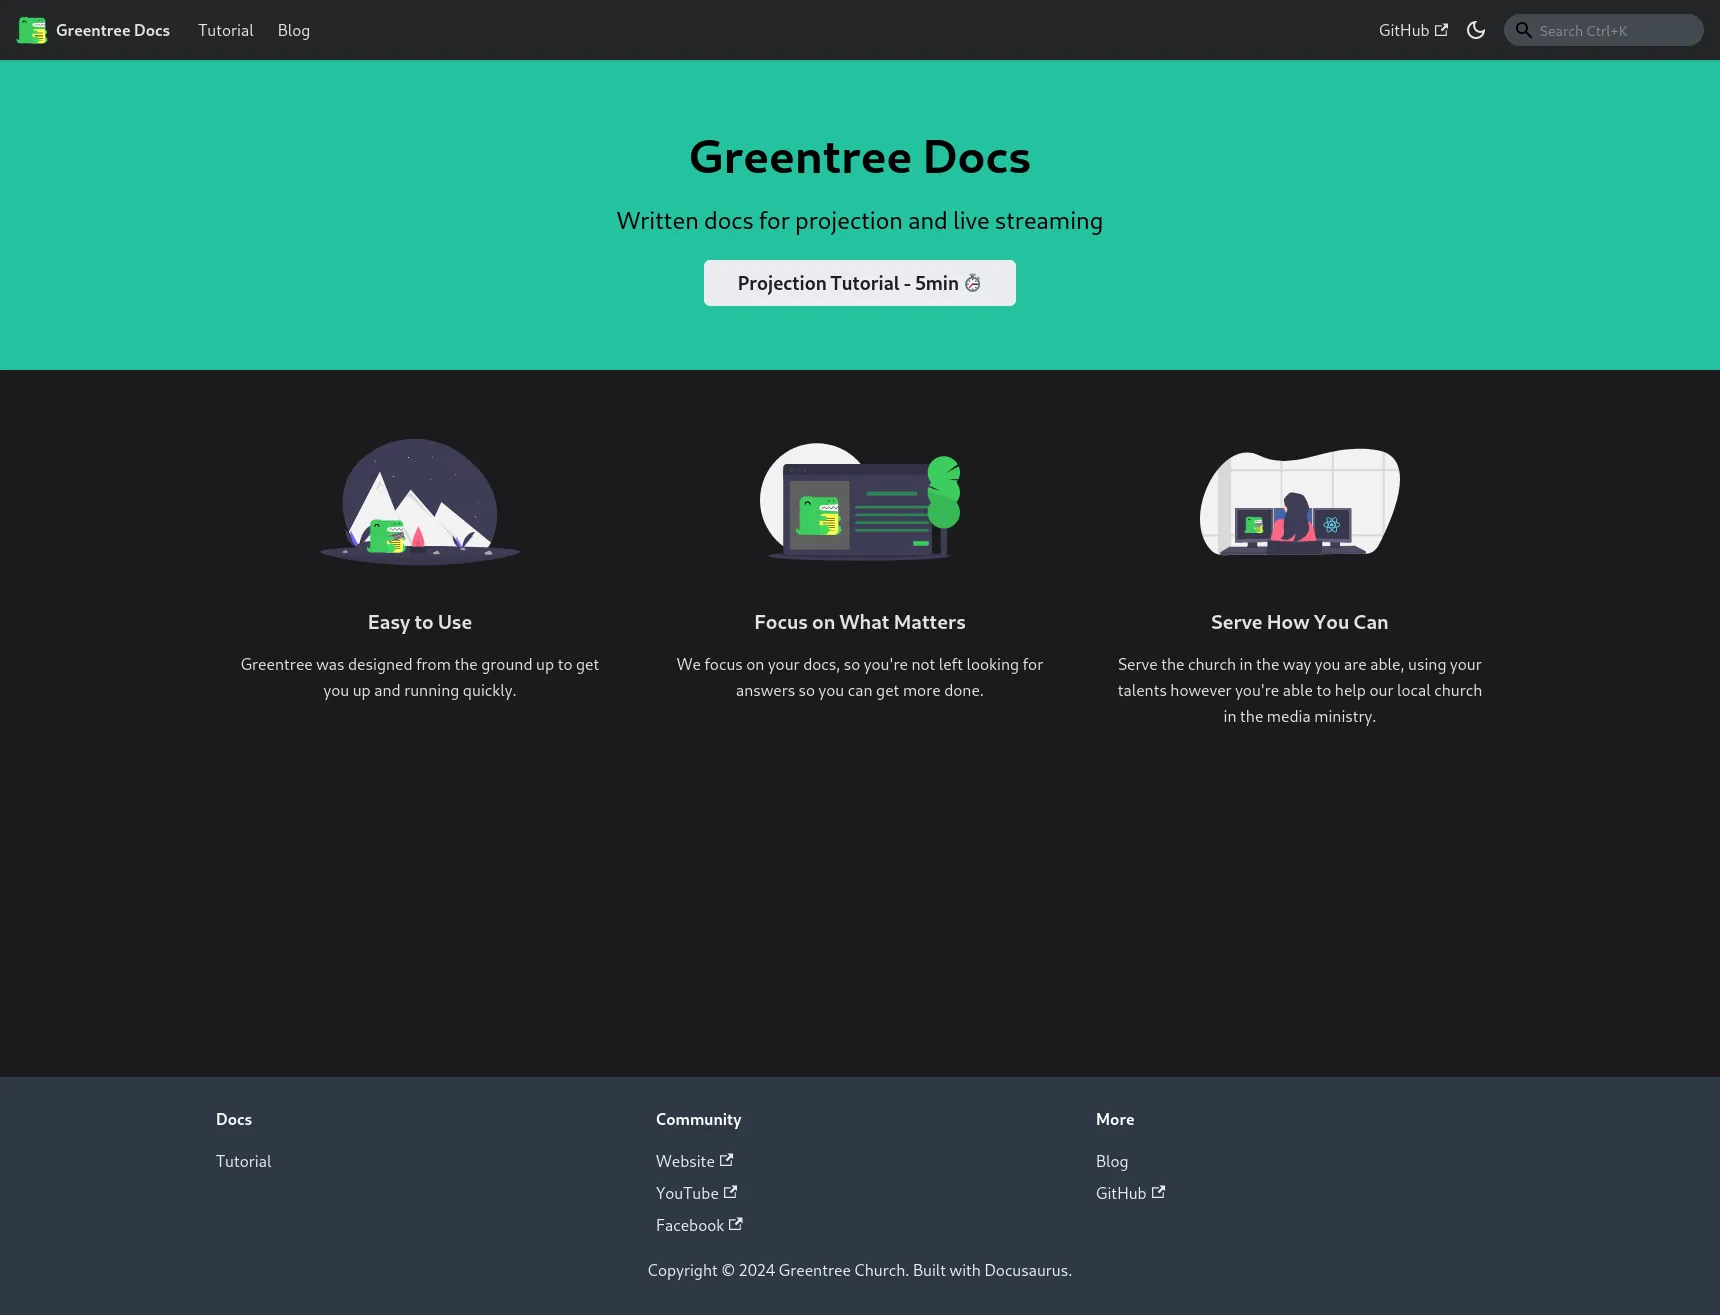 Greentree Docs Tutorial Blog GitHub Search Ctrl+K
Greentree Docs
Written docs for projection and live streaming
Projection Tutorial - 5min ⏱️
Easy to Use
Greentree was designed from the ground up to get
you up and running quickly.
Focus on What Matters
We focus on your docs, so you're not left looking for
answers so you can get more done.
Serve How You Can
Serve the church in the way you are able, using your
talents however you're able to help our local church
in the media ministry.
Docs
Tutorial
Community
Website
YouTube
Facebook
More
Blog
GitHub
Copyright © 2024 Greentree Church. Built with Docusaurus.